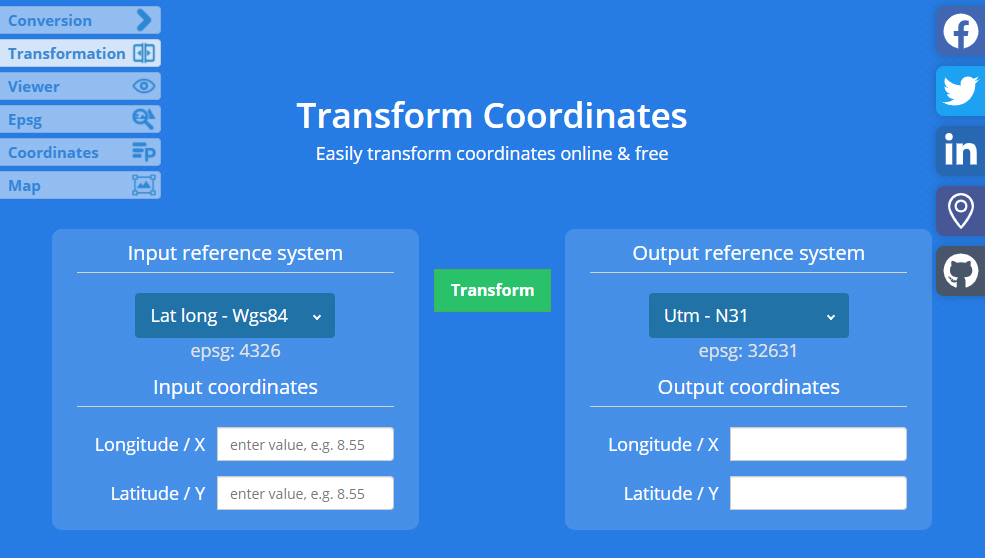 Conversion
Transformation
Viewer
Epsg
Coordinates
Map
Transform Coordinates
Easily transform coordinates online & free
Input reference system
Lat long - Wgs84
epsg: 4326
Input coordinates
Longitude / X enter value, e.g. 8.55
Latitude / Y enter value, e.g. 8.55
Transform
Output reference system
Utm - N31
epsg: 32631
Output coordinates
Longitude / X
Latitude / Y